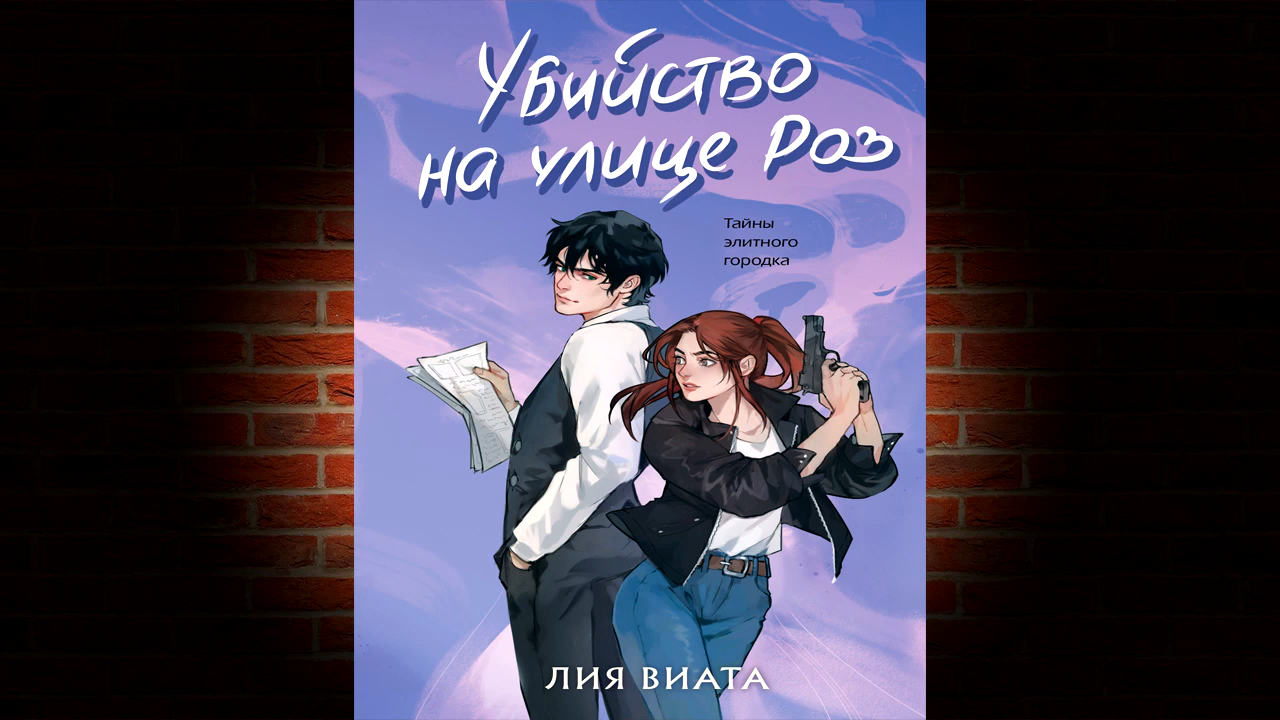 Убийство
на улице Роз
Тайны
элитного
городка
ЛИЯ ВИАТА